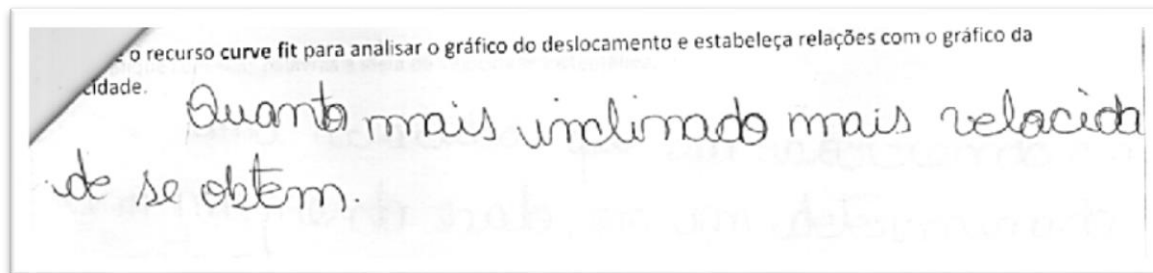 o recurso curve fit para analisar o gráfico do deslocamento e estabeleça relações com o gráfico da
cidade.
Quanto mais inclinado mais velocida
de se obtem.